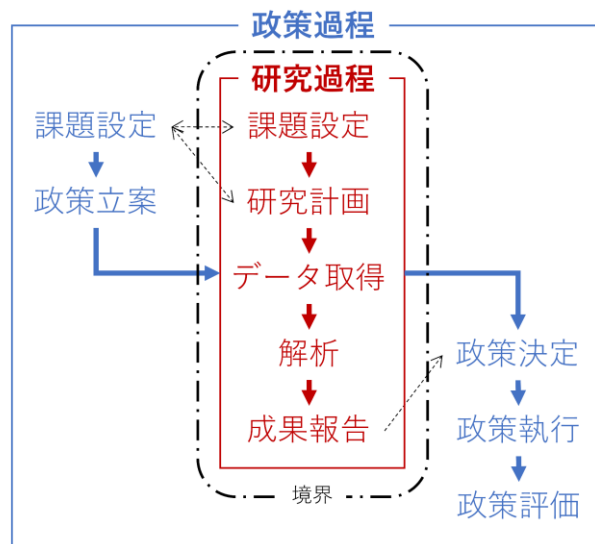 政策過程
研究過程
課題設定
課題設定
政策立案
研究計画
データ取得
解析
政策決定
成果報告
政策執行
境界
政策評価